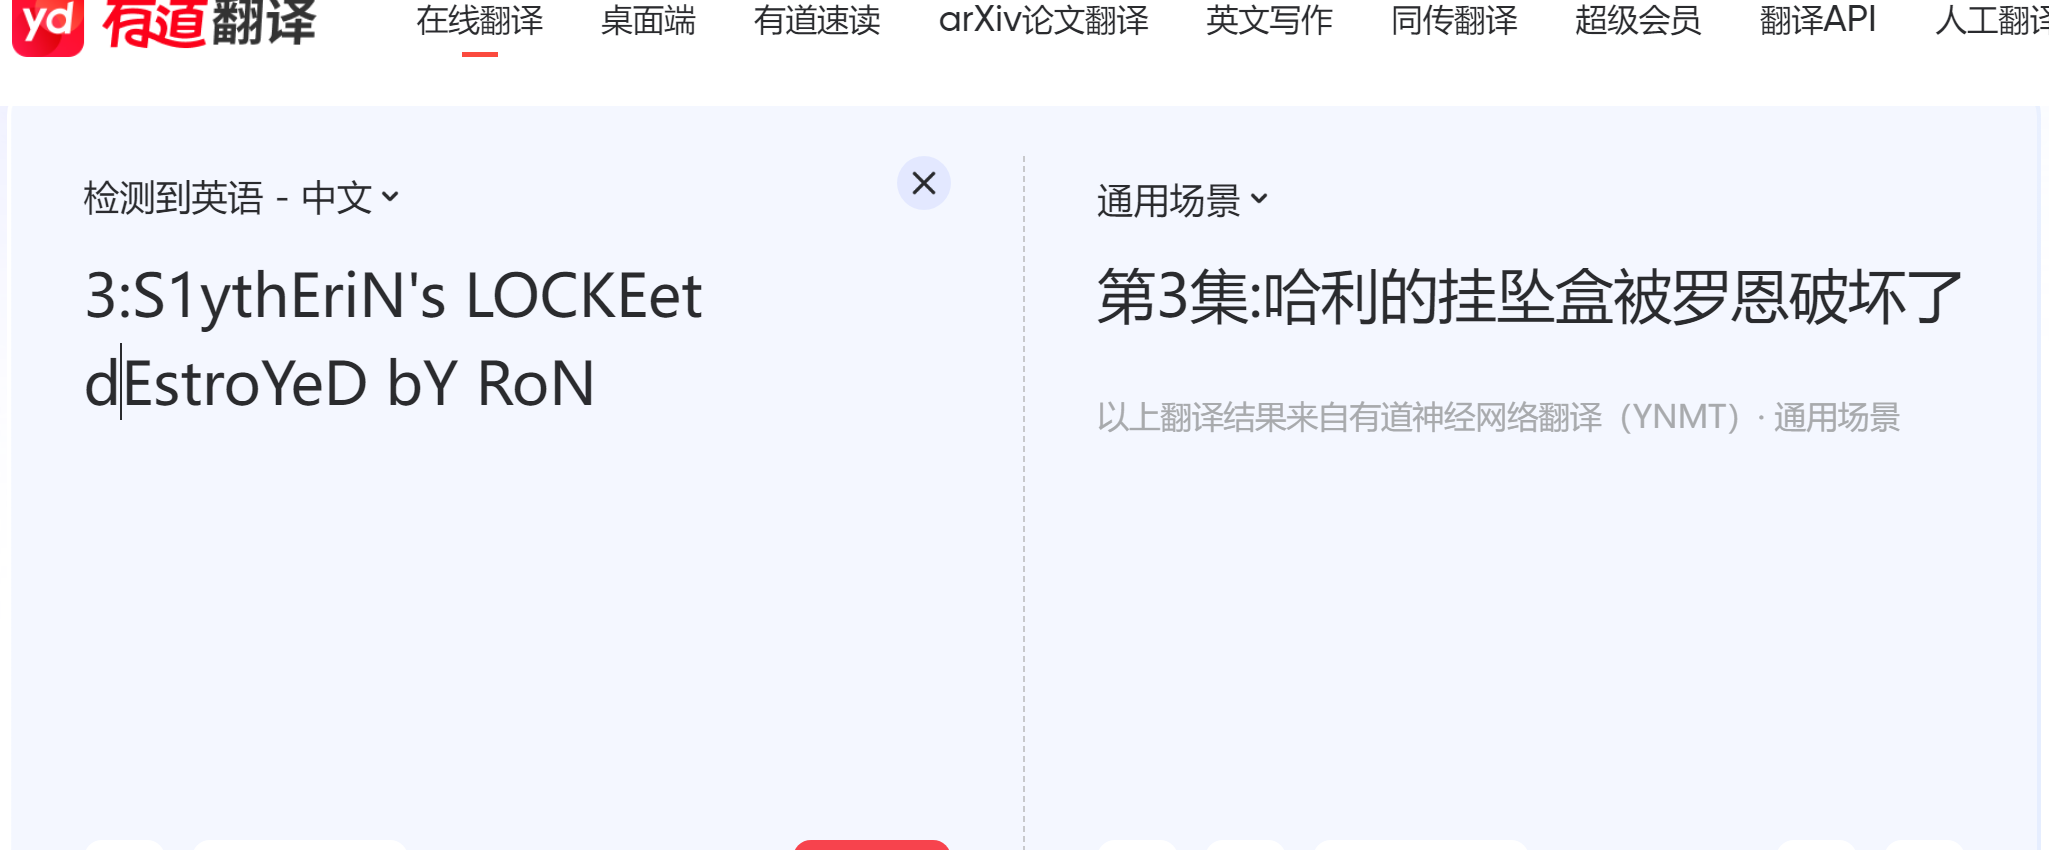 yd 有道翻译 在线翻译 桌面端 有道速读 arXiv论文翻译 英文写作 同传翻译 超级会员 翻译API 人工翻译
检测到英语 - 中文
通用场景
3:S1ythEriN's LOCKEet
dEstroYeD bY RoN
第3集:哈利的挂坠盒被罗恩破坏了
以上翻译结果来自有道神经网络翻译（YNMT）· 通用场景